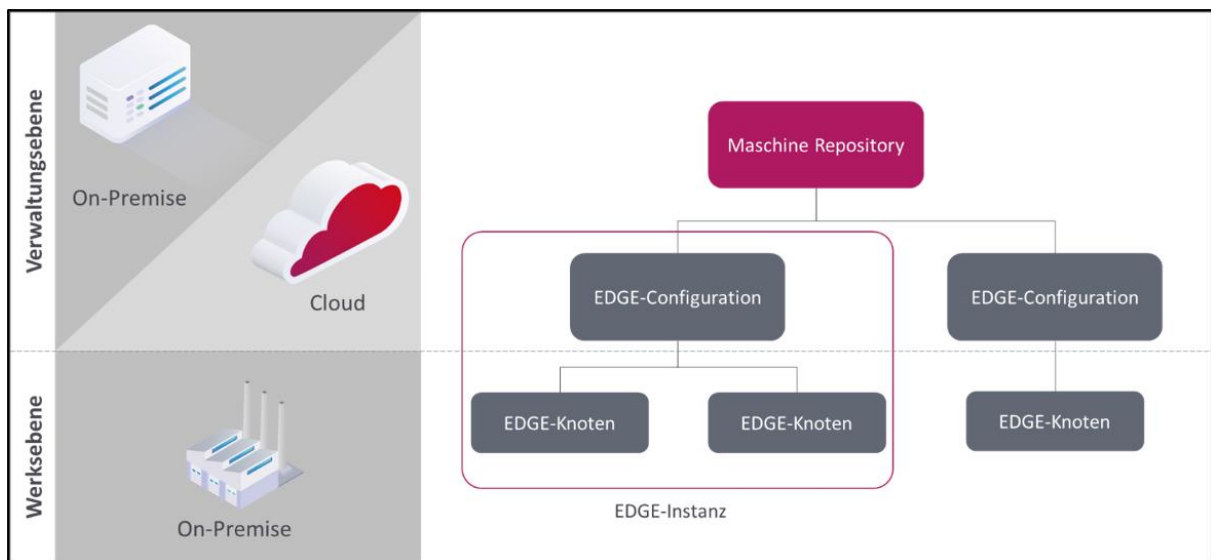 Verwaltungsebene
On-Premise
Cloud
Maschine Repository
EDGE-Configuration
EDGE-Configuration
Werksebene
On-Premise
EDGE-Knoten
EDGE-Knoten
EDGE-Knoten
EDGE-Instanz